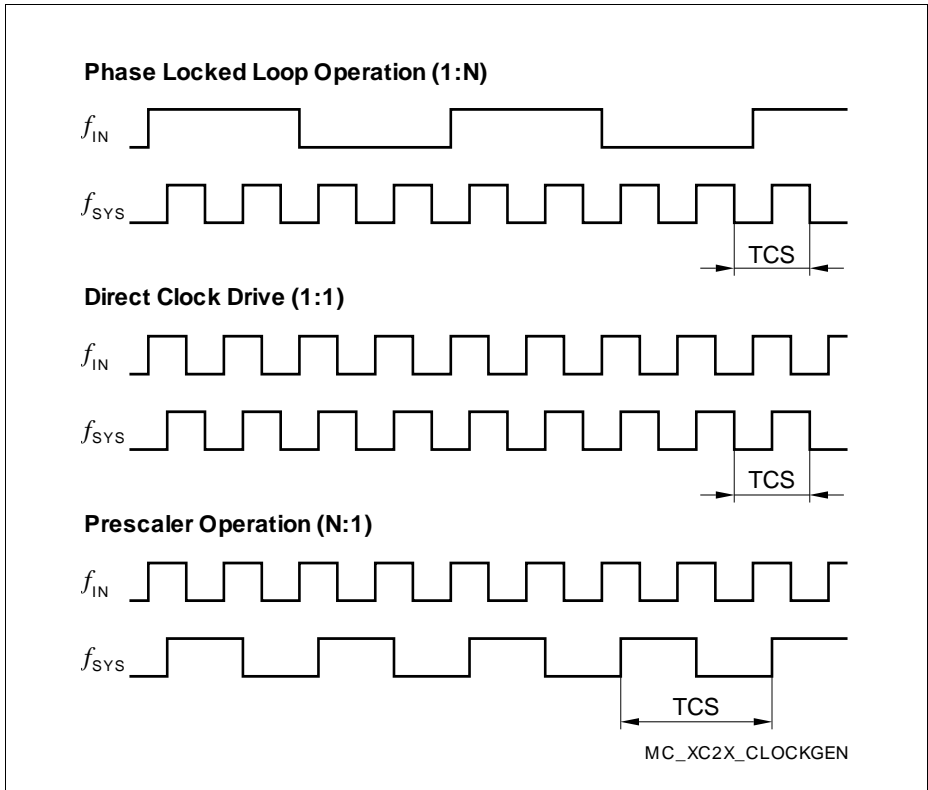 Phase Locked Loop Operation (1:N)
fIN
fSYS
TCS
Direct Clock Drive (1:1)
fIN
fSYS
TCS
Prescaler Operation (N:1)
fIN
fSYS
TCS
MC_XC2X_CLOCKGEN